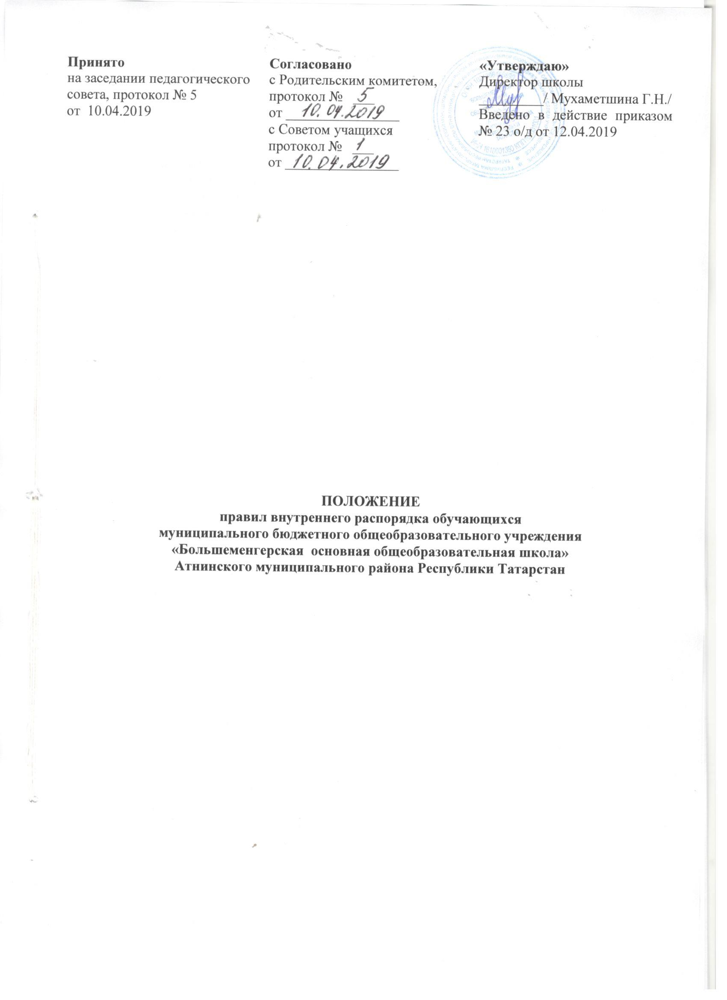 Принято
на заседании педагогического
совета, протокол № 5
от 10.04.2019
Согласовано
с Родительским комитетом,
протокол № 5
от 10.04.2019
с Советом учащихся
протокол № 1
от 10.04.2019
«Утверждаю»
Директор школы
__________/ Мухаметшина Г.Н./
Введено в действие приказом
№ 23 о/д от 12.04.2019
ПОЛОЖЕНИЕ
правил внутреннего распорядка обучающихся
муниципального бюджетного общеобразовательного учреждения
«Большеменгерская основная общеобразовательная школа»
Атнинского муниципального района Республики Татарстан